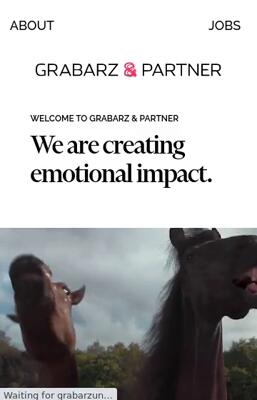 ABOUT JOBS
GRABARZ & PARTNER
WELCOME TO GRABARZ & PARTNER
We are creating
emotional impact.
Waiting for grabarzun...